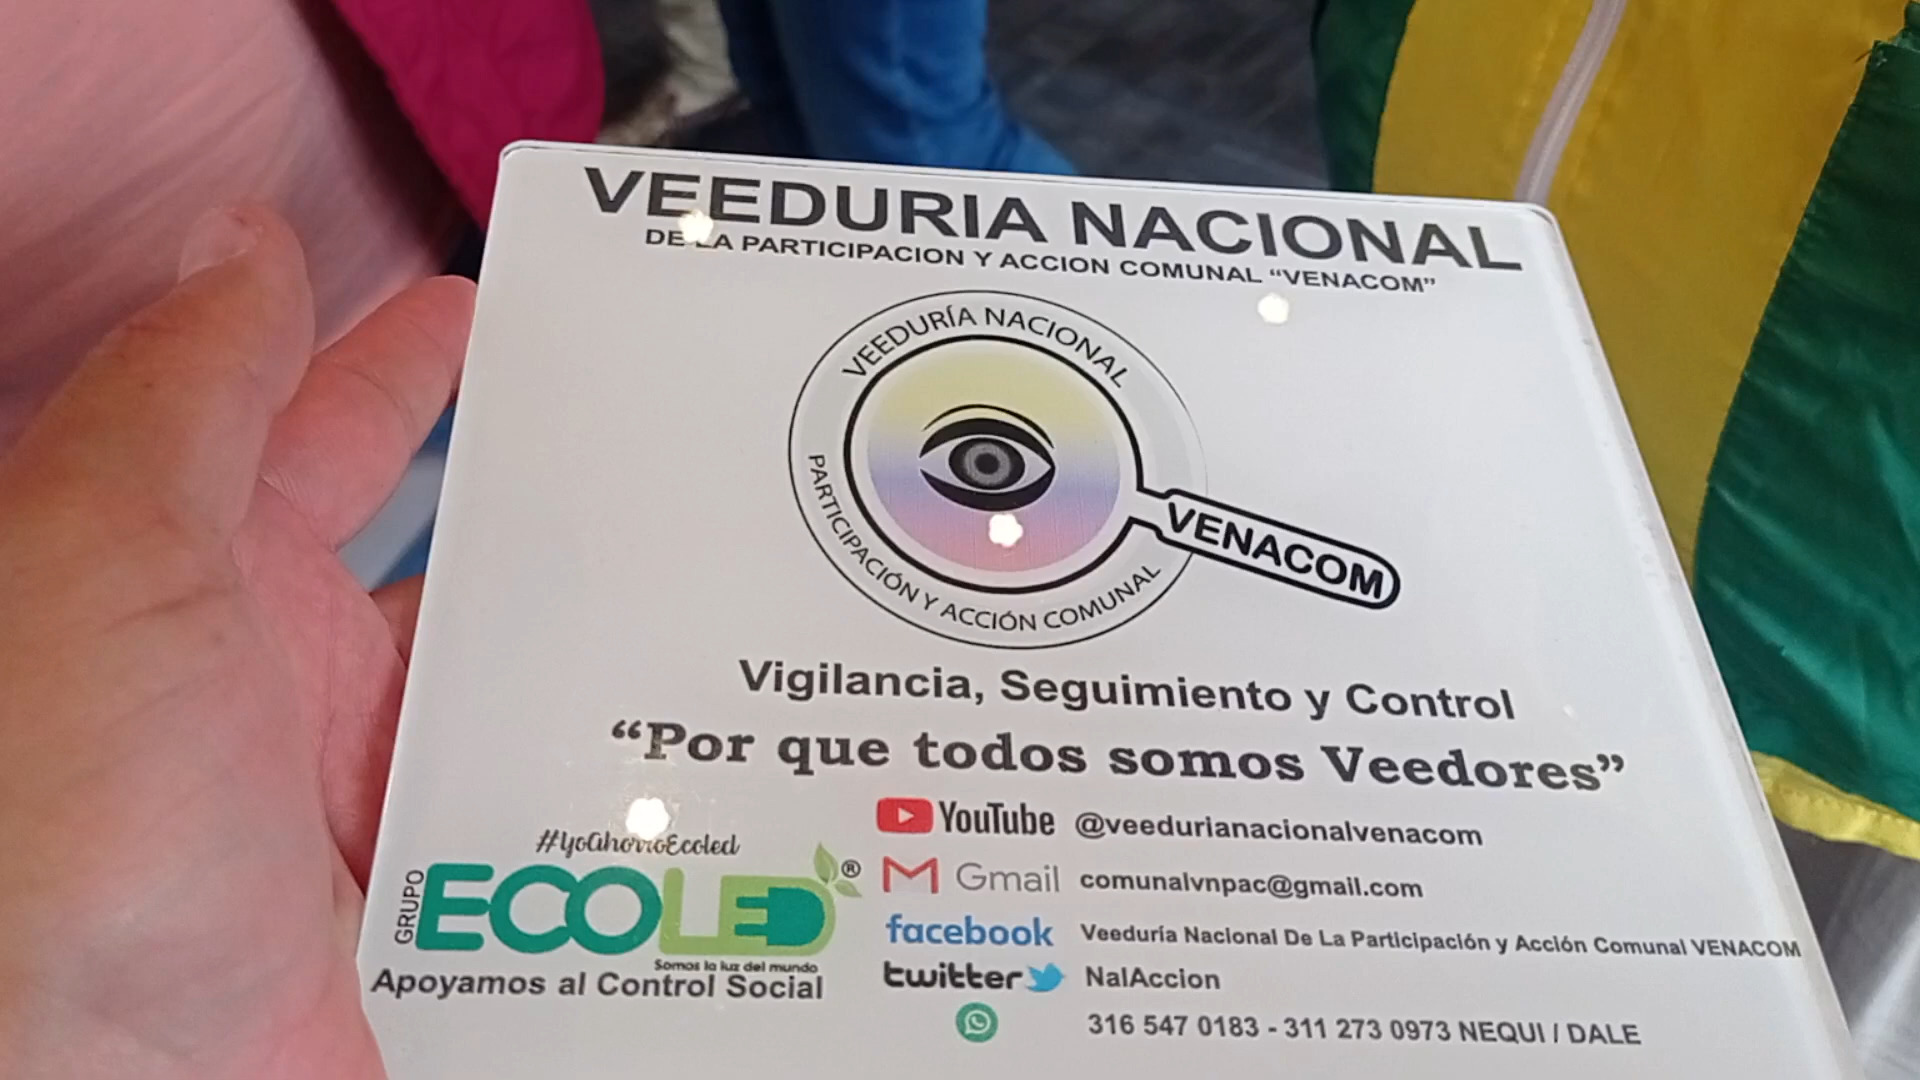 VEEDURIA NACIONAL
DE LA PARTICIPACION Y ACCION COMUNAL “VENACOM”
VEEDURÍA NACIONAL
PARTICIPACIÓN Y ACCIÓN COMUNAL
VENACOM
Vigilancia, Seguimiento y Control
“Por que todos somos Veedores”
YouTube @veedurianacionalvenacom
Gmail comunalvnpac@gmail.com
facebook Veeduría Nacional De La Participación y Acción Comunal VENACOM
twitter NalAccion
316 547 0183 - 311 273 0973 NEQUI / DALE
#YoAhorroEcoled
GRUPO ECOLED ®
Somos la luz del mundo
Apoyamos al Control Social